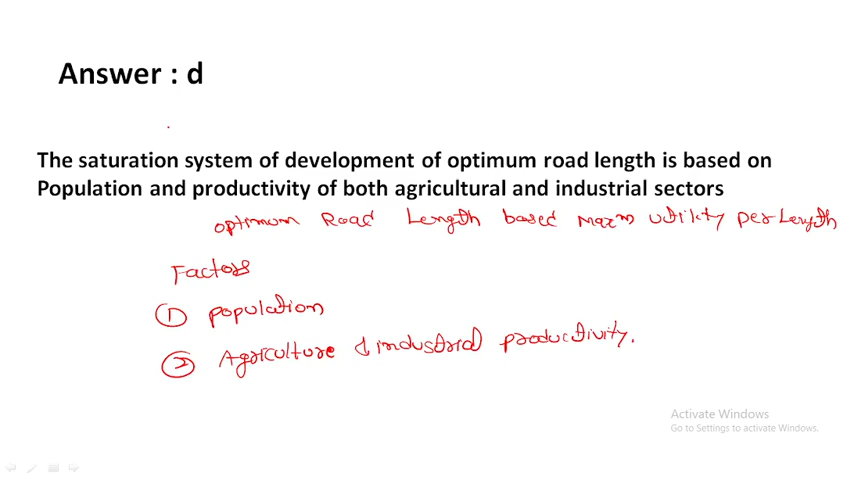 Answer : d
The saturation system of development of optimum road length is based on
Population and productivity of both agricultural and industrial sectors
optimum Road Length based maxm utility per Length
Factors
① population
② Agriculture & industrial productivity.
Activate Windows
Go to Settings to activate Windows.